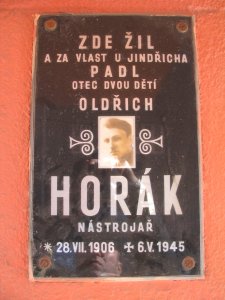 ZDE ŽIL
A ZA VLAST U JINDŘICHA
PADL
OTEC DVOU DĚTÍ
OLDŘICH
HORÁK
NÁSTROJAŘ
* 28.VII. 1906 ✝ 6.V. 1945